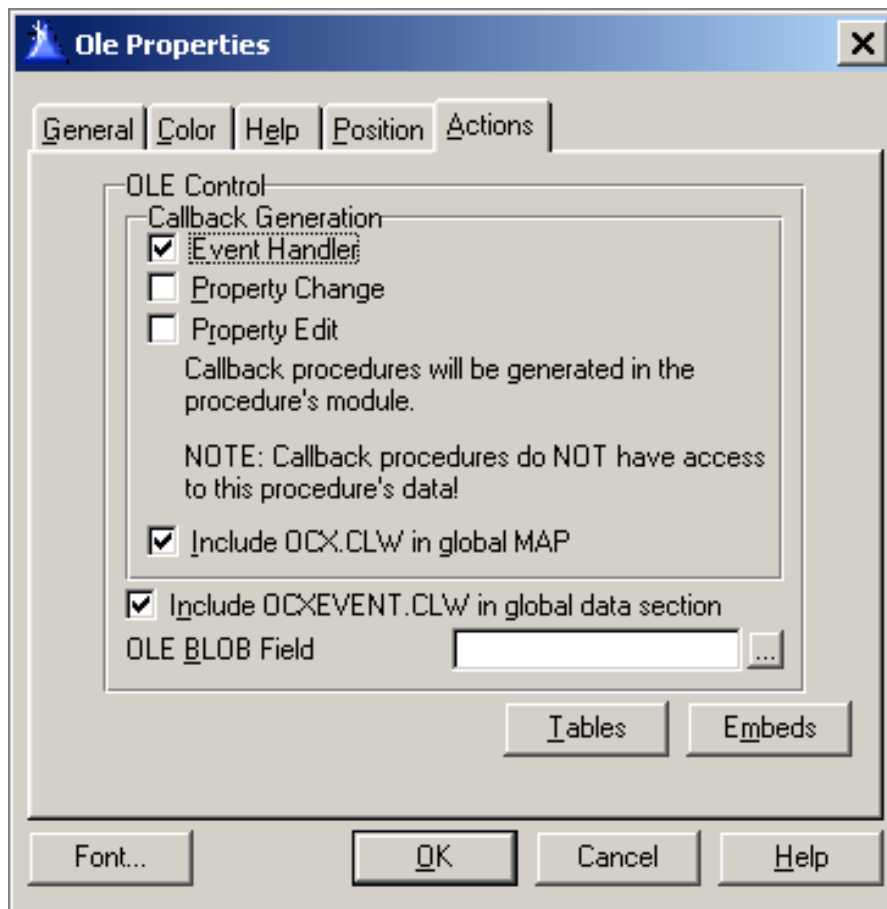 Ole Properties
General Color Help Position Actions
OLE Control
Callback Generation
Event Handler
Property Change
Property Edit
Callback procedures will be generated in the
procedure's module.
NOTE: Callback procedures do NOT have access
to this procedure's data!
Include OCX.CLW in global MAP
Include OCXEVENT.CLW in global data section
OLE BLOB Field ...
Tables Embeds
Font... OK Cancel Help